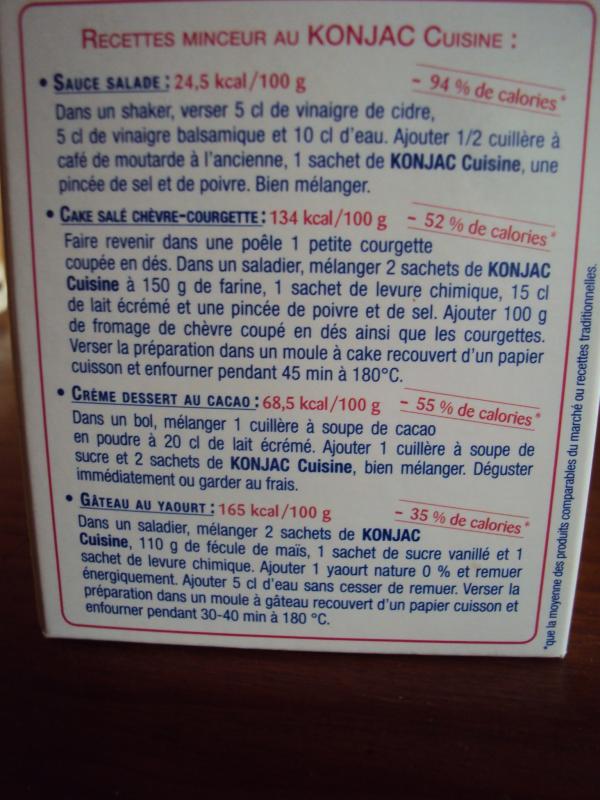 RECETTES MINCEUR AU KONJAC CUISINE :
• SAUCE SALADE : 24,5 kcal/100 g
- 94 % de calories*
Dans un shaker, verser 5 cl de vinaigre de cidre,
5 cl de vinaigre balsamique et 10 cl d'eau. Ajouter 1/2 cuillère à
café de moutarde à l'ancienne, 1 sachet de KONJAC Cuisine, une
pincée de sel et de poivre. Bien mélanger.
• CAKE SALÉ CHÈVRE-COURGETTE : 134 kcal/100 g
- 52 % de calories*
Faire revenir dans une poêle 1 petite courgette
coupée en dés. Dans un saladier, mélanger 2 sachets de KONJAC
Cuisine à 150 g de farine, 1 sachet de levure chimique, 15 cl
de lait écrémé et une pincée de poivre et de sel. Ajouter 100 g
de fromage de chèvre coupé en dés ainsi que les courgettes.
Verser la préparation dans un moule à cake recouvert d'un papier
cuisson et enfourner pendant 45 min à 180°C.
• CRÈME DESSERT AU CACAO : 68,5 kcal/100 g
- 55 % de calories*
Dans un bol, mélanger 1 cuillère à soupe de cacao
en poudre à 20 cl de lait écrémé. Ajouter 1 cuillère à soupe de
sucre et 2 sachets de KONJAC Cuisine, bien mélanger. Déguster
immédiatement ou garder au frais.
• GÂTEAU AU YAOURT : 165 kcal/100 g
- 35 % de calories*
Dans un saladier, mélanger 2 sachets de KONJAC
Cuisine, 110 g de fécule de maïs, 1 sachet de sucre vanillé et 1
sachet de levure chimique. Ajouter 1 yaourt nature 0 % et remuer
énergiquement. Ajouter 5 cl d'eau sans cesser de remuer. Verser la
préparation dans un moule à gâteau recouvert d'un papier cuisson et
enfourner pendant 30-40 min à 180 °C.
*que la moyenne des produits comparables du marché ou recettes traditionnelles.